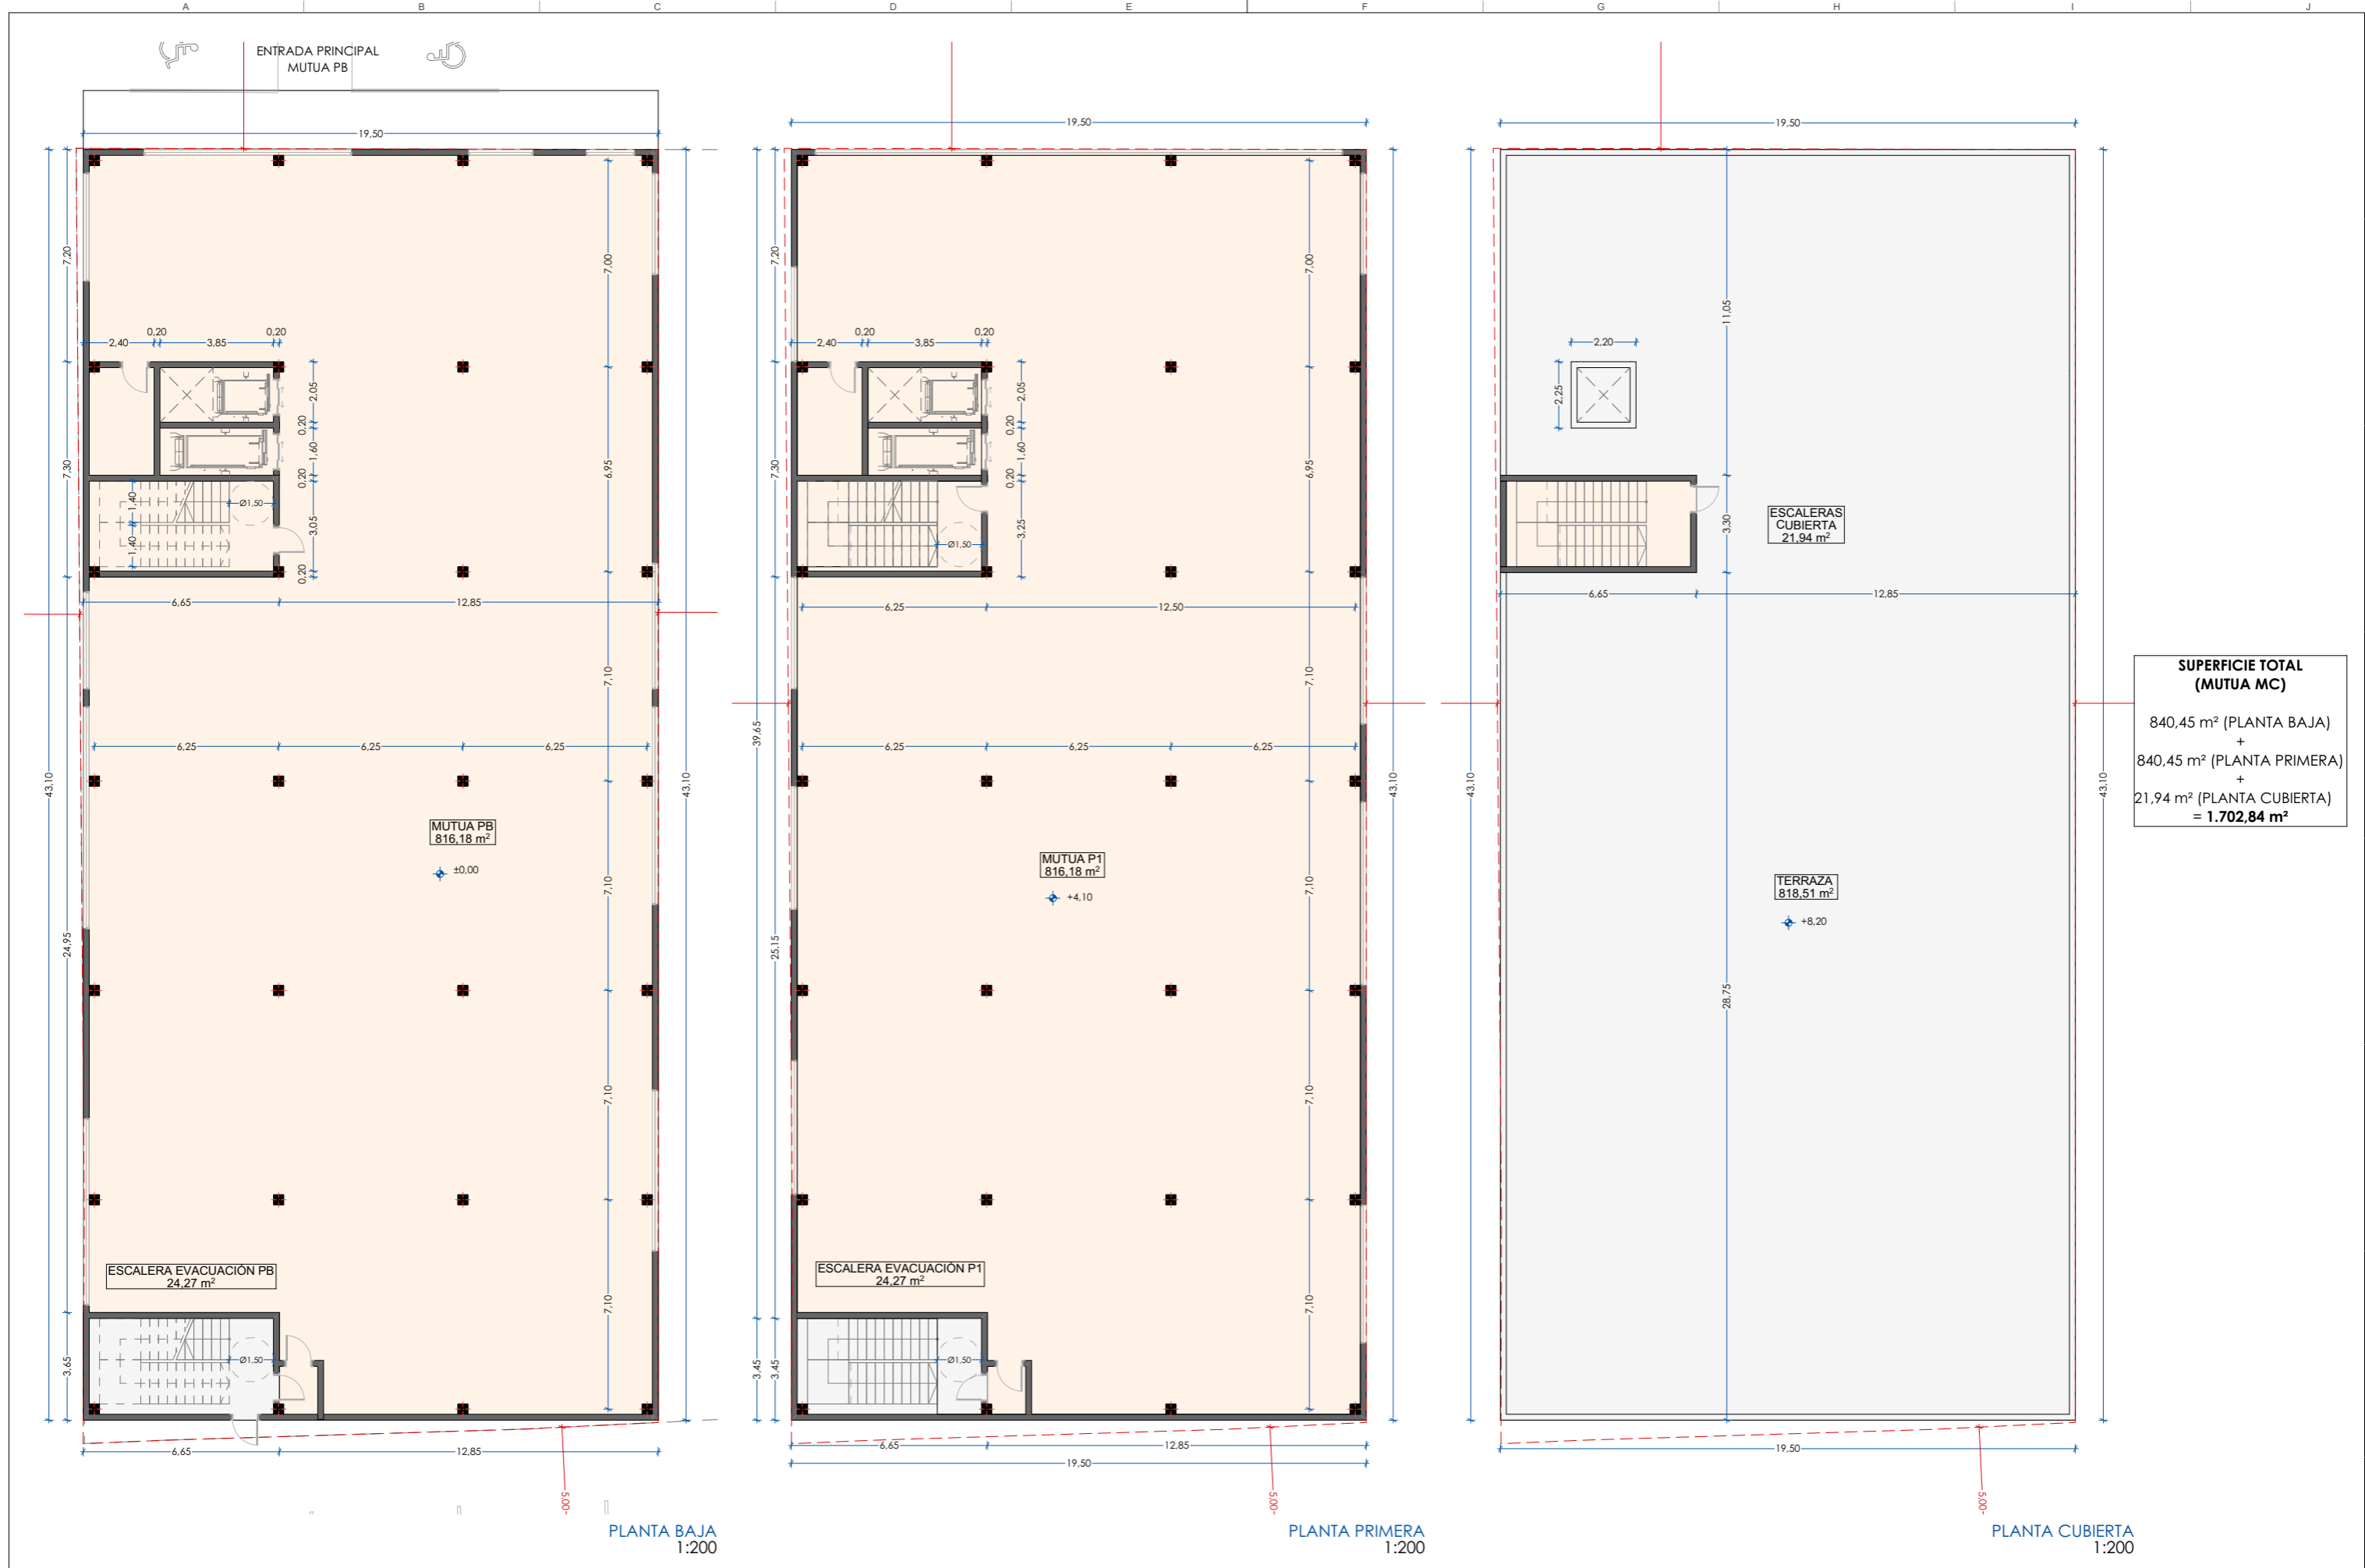 A B C D E F G H I J
ENTRADA PRINCIPAL
MUTUA PB
19,50
43,10
7,20
7,30
24,95
3,65
2,40
0,20
3,85
0,20
2,05
0,20
1,60
0,20
3,05
0,20
1,40
1,40
Ø1,50
7,00
6,95
7,10
7,10
7,10
7,10
43,10
6,65
12,85
6,25
6,25
6,25
MUTUA PB
816,18 m²
±0,00
ESCALERA EVACUACIÓN PB
24,27 m²
Ø1,50
6,65
12,85
5,00
PLANTA BAJA
1:200
19,50
39,65
3,45
7,20
7,30
25,15
3,45
2,40
0,20
3,85
0,20
2,05
0,20
1,60
0,20
3,25
Ø1,50
7,00
6,95
7,10
7,10
7,10
7,10
43,10
6,25
12,50
6,25
6,25
6,25
MUTUA P1
816,18 m²
+4,10
ESCALERA EVACUACIÓN P1
24,27 m²
Ø1,50
6,65
12,85
19,50
5,00
PLANTA PRIMERA
1:200
19,50
43,10
11,05
2,20
2,25
3,30
ESCALERAS
CUBIERTA
21,94 m²
6,65
12,85
28,75
TERRAZA
818,51 m²
+8,20
43,10
19,50
5,00
PLANTA CUBIERTA
1:200
SUPERFICIE TOTAL
(MUTUA MC)
840,45 m² (PLANTA BAJA)
+
840,45 m² (PLANTA PRIMERA)
+
21,94 m² (PLANTA CUBIERTA)
= 1.702,84 m²